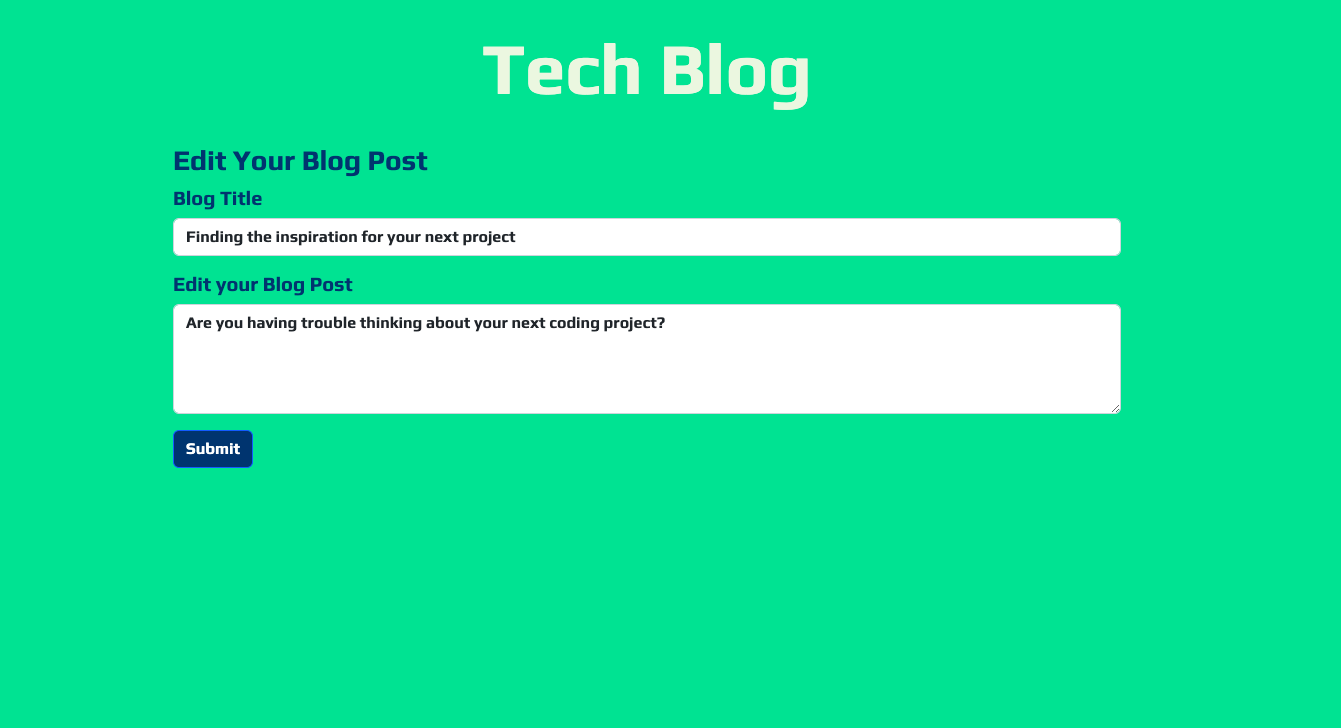 Tech Blog
Edit Your Blog Post
Blog Title
Finding the inspiration for your next project
Edit your Blog Post
Are you having trouble thinking about your next coding project?
Submit